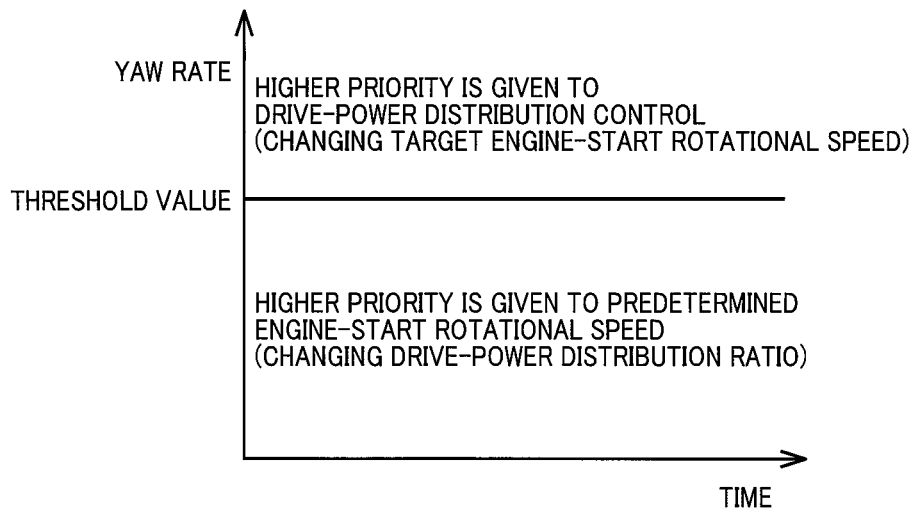 YAW RATE
HIGHER PRIORITY IS GIVEN TO
DRIVE-POWER DISTRIBUTION CONTROL
(CHANGING TARGET ENGINE-START ROTATIONAL SPEED)
THRESHOLD VALUE
HIGHER PRIORITY IS GIVEN TO PREDETERMINED
ENGINE-START ROTATIONAL SPEED
(CHANGING DRIVE-POWER DISTRIBUTION RATIO)
TIME